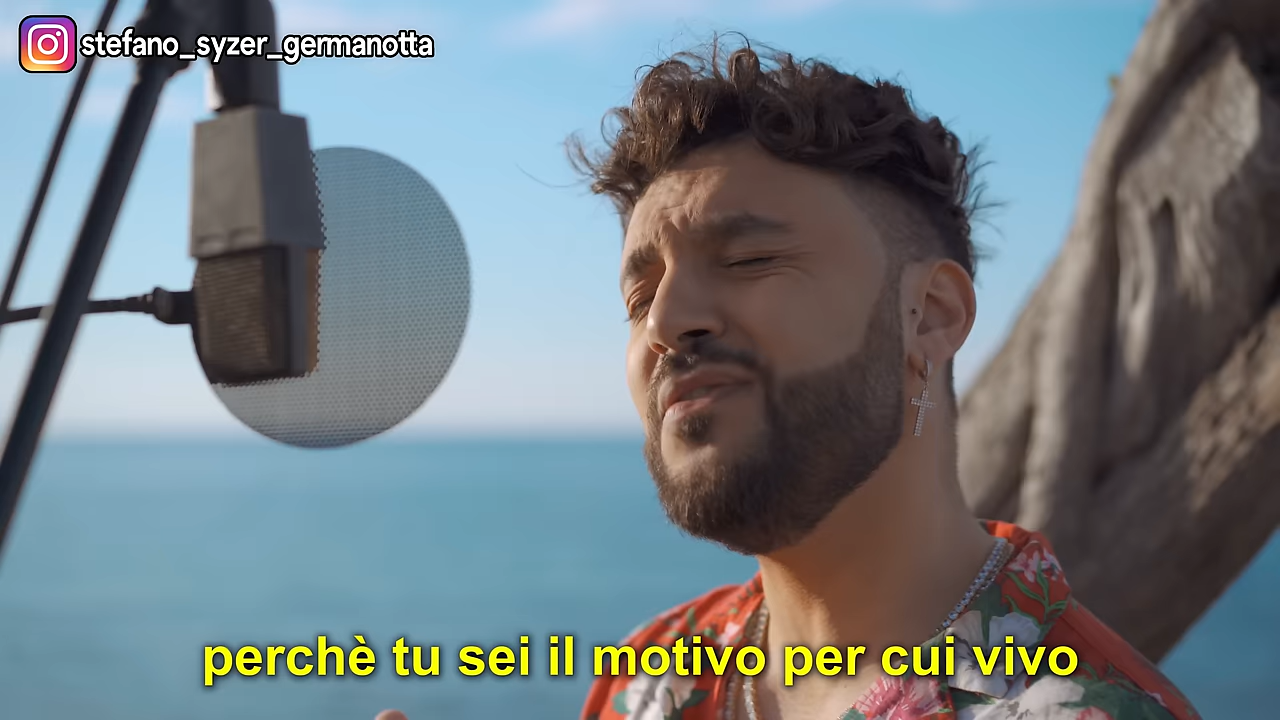 stefano_syzer_germanotta
perchè tu sei il motivo per cui vivo